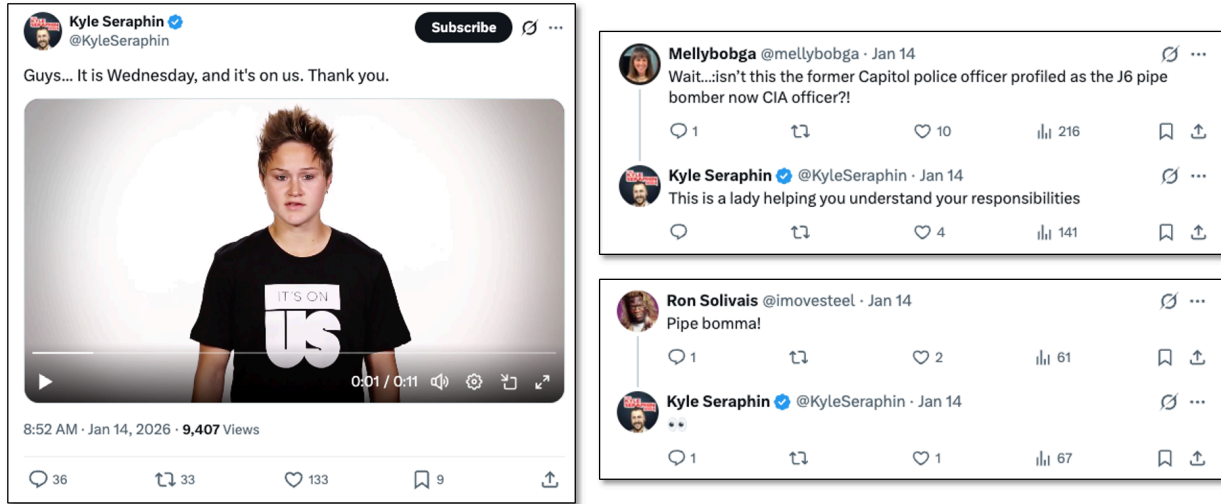 Kyle Seraphin
@KyleSeraphin
Subscribe
Guys... It is Wednesday, and it's on us. Thank you.
IT'S ON
US
0:01 / 0:11
8:52 AM · Jan 14, 2026 · 9,407 Views
36
33
133
9
Mellybobga @mellybobga · Jan 14
Wait...:isn't this the former Capitol police officer profiled as the J6 pipe
bomber now CIA officer?!
1
10
216
Kyle Seraphin @KyleSeraphin · Jan 14
This is a lady helping you understand your responsibilities
4
141
Ron Solivais @imovesteel · Jan 14
Pipe bomma!
1
2
61
Kyle Seraphin @KyleSeraphin · Jan 14
👀
1
1
67